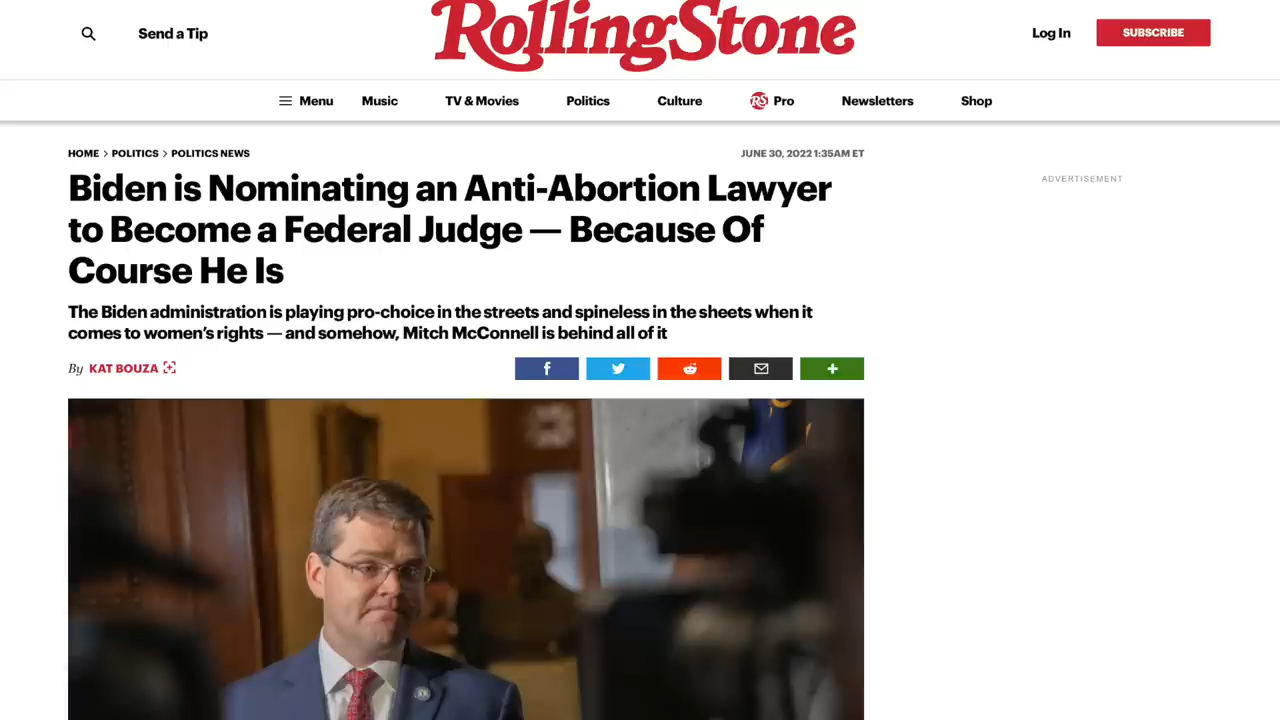 Send a Tip
RollingStone
Log In
SUBSCRIBE
Menu
Music
TV & Movies
Politics
Culture
RS Pro
Newsletters
Shop
HOME > POLITICS > POLITICS NEWS
JUNE 30, 2022 1:35AM ET
Biden is Nominating an Anti-Abortion Lawyer
to Become a Federal Judge — Because Of
Course He Is
ADVERTISEMENT
The Biden administration is playing pro-choice in the streets and spineless in the sheets when it
comes to women’s rights — and somehow, Mitch McConnell is behind all of it
By KAT BOUZA